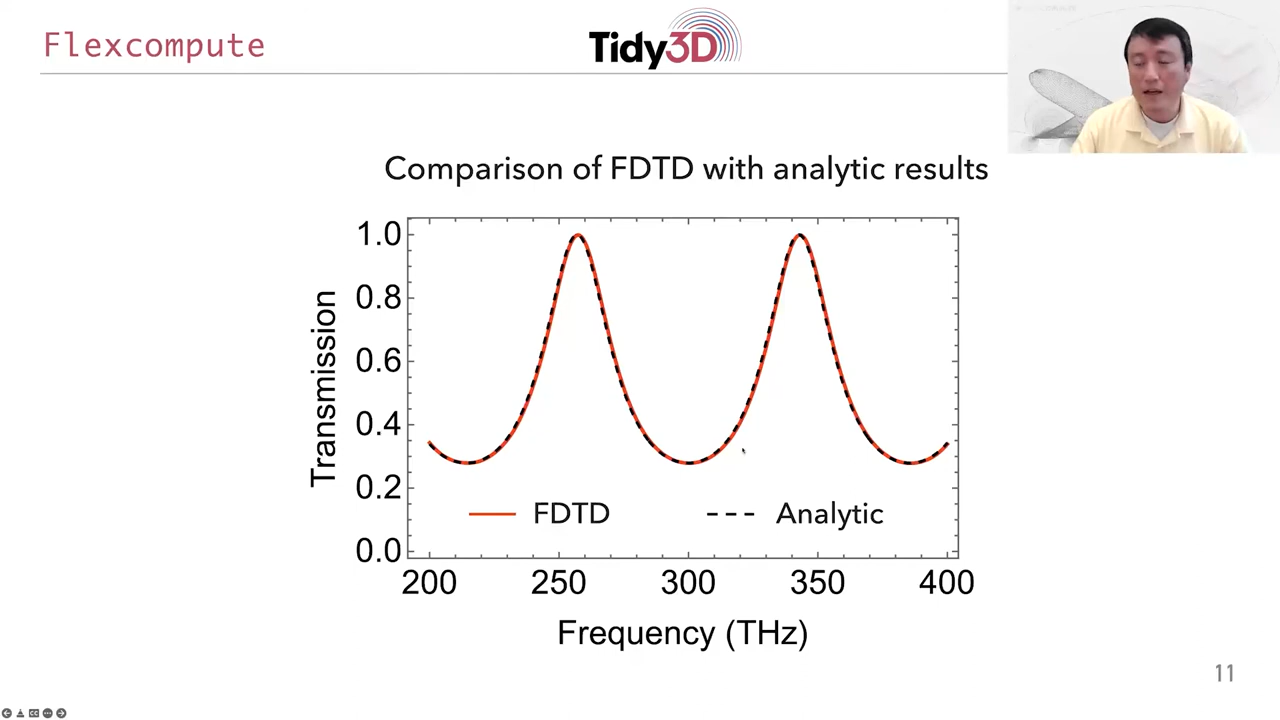 Flexcompute
Tidy3D
Comparison of FDTD with analytic results
1.0
0.8
0.6
0.4
0.2
0.0
Transmission
FDTD
Analytic
200
250
300
350
400
Frequency (THz)
11